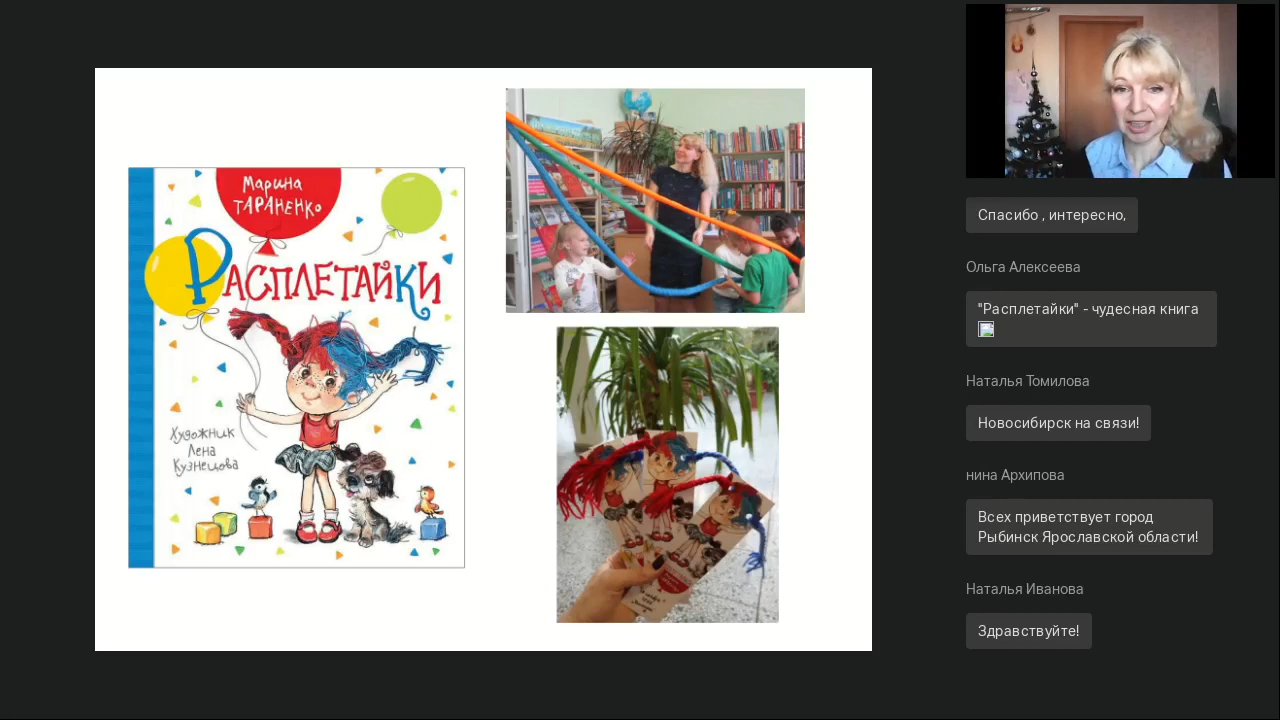 Марина
ТАРАНЕНКО
РАСПЛЕТАЙКИ
Художник
Лена
Кузнецова
Спасибо , интересно,
Ольга Алексеева
"Расплетайки" - чудесная книга
Наталья Томилова
Новосибирск на связи!
нина Архипова
Всех приветствует город
Рыбинск Ярославской области!
Наталья Иванова
Здравствуйте!